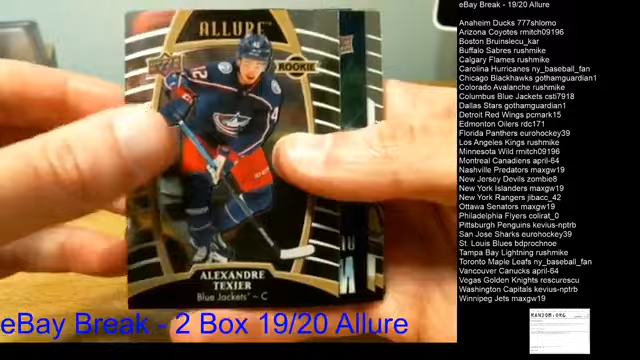 ALLURE
ROOKIE
ALEXANDRE
TEXIER
Blue Jackets - C
eBay Break - 2 Box 19/20 Allure
eBay Break - 19/20 Allure
Anaheim Ducks 777shlomo
Arizona Coyotes rmitch09196
Boston Bruinslecu_kar
Buffalo Sabres rushmike
Calgary Flames rushmike
Carolina Hurricanes ny_baseball_fan
Chicago Blackhawks gothamguardian1
Colorado Avalanche rushmike
Columbus Blue Jackets csti7918
Dallas Stars gothamguardian1
Detroit Red Wings pcmark15
Edmonton Oilers rdc171
Florida Panthers eurohockey39
Los Angeles Kings rushmike
Minnesota Wild rmitch09196
Montreal Canadiens april-64
Nashville Predators maxgw19
New Jersey Devils zombie8
New York Islanders maxgw19
New York Rangers jibacc_42
Ottawa Senators maxgw19
Philadelphia Flyers colirat_0
Pittsburgh Penguins kevius-nptrb
San Jose Sharks eurohockey39
St. Louis Blues bdprochnoe
Tampa Bay Lightning rushmike
Toronto Maple Leafs ny_baseball_fan
Vancouver Canucks april-64
Vegas Golden Knights rescurescu
Washington Capitals kevius-nptrb
Winnipeg Jets maxgw19
RANDOM.ORG